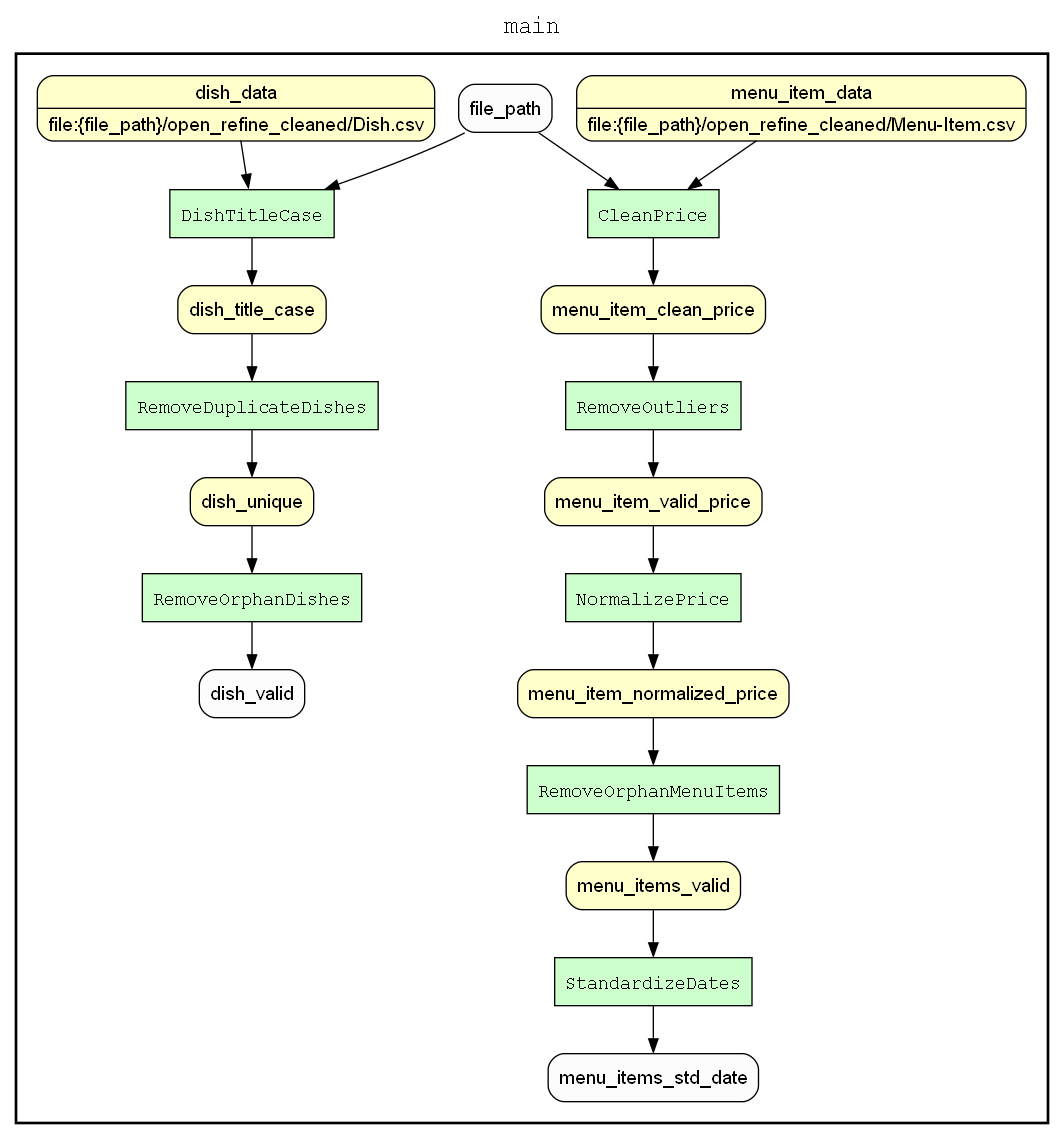 main
dish_data
file:{file_path}/open_refine_cleaned/Dish.csv
file_path
menu_item_data
file:{file_path}/open_refine_cleaned/Menu-Item.csv
DishTitleCase
CleanPrice
dish_title_case
menu_item_clean_price
RemoveDuplicateDishes
RemoveOutliers
dish_unique
menu_item_valid_price
RemoveOrphanDishes
NormalizePrice
dish_valid
menu_item_normalized_price
RemoveOrphanMenuItems
menu_items_valid
StandardizeDates
menu_items_std_date